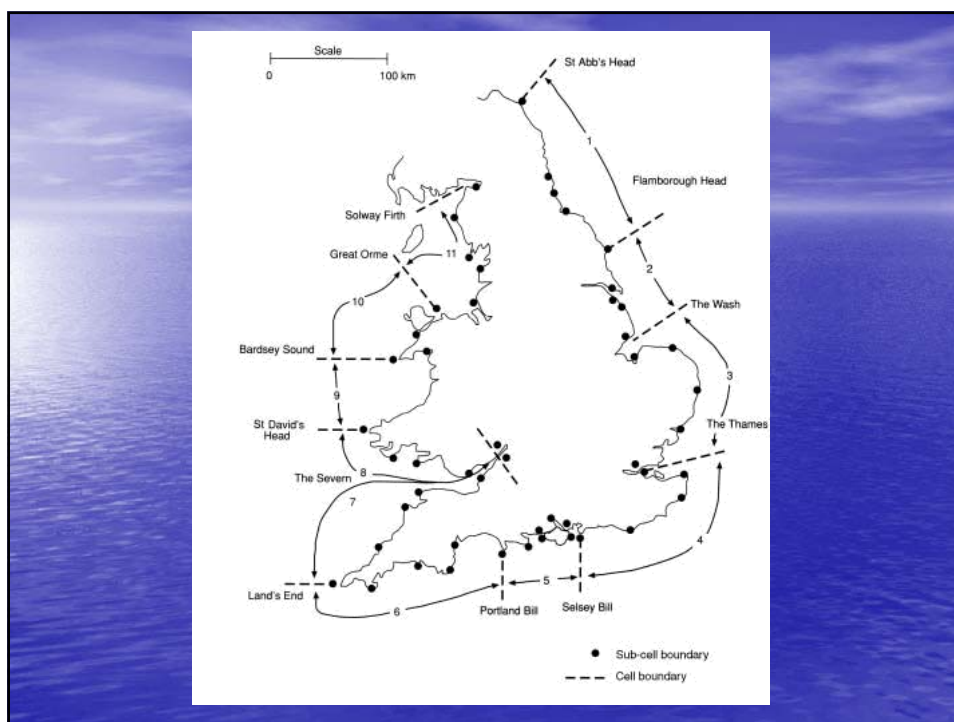 Scale
0 100 km
St Abb's Head
1
Flamborough Head
Solway Firth
Great Orme
11
2
10
The Wash
Bardsey Sound
3
9
St David's
Head
The Thames
8
The Severn
7
4
5
Land's End
6
Portland Bill
Selsey Bill
Sub-cell boundary
Cell boundary